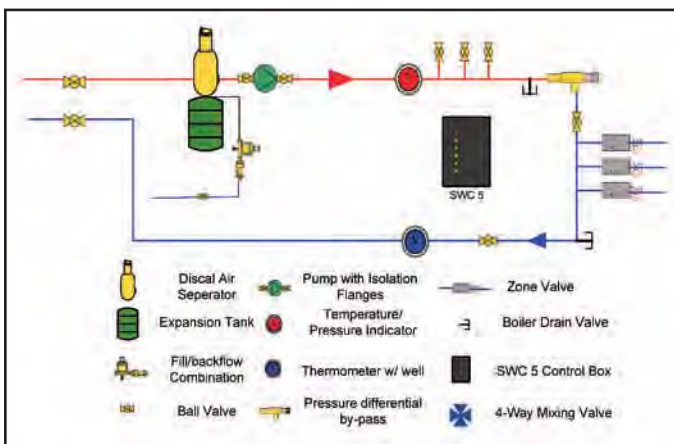 SWC 5
Discal Air
Seperator
Pump with Isolation
Flanges
Zone Valve
Expansion Tank
Temperature/
Pressure Indicator
Boiler Drain Valve
Fill/backflow
Combination
Thermometer w/ well
SWC 5 Control Box
Ball Valve
Pressure differential
by-pass
4-Way Mixing Valve